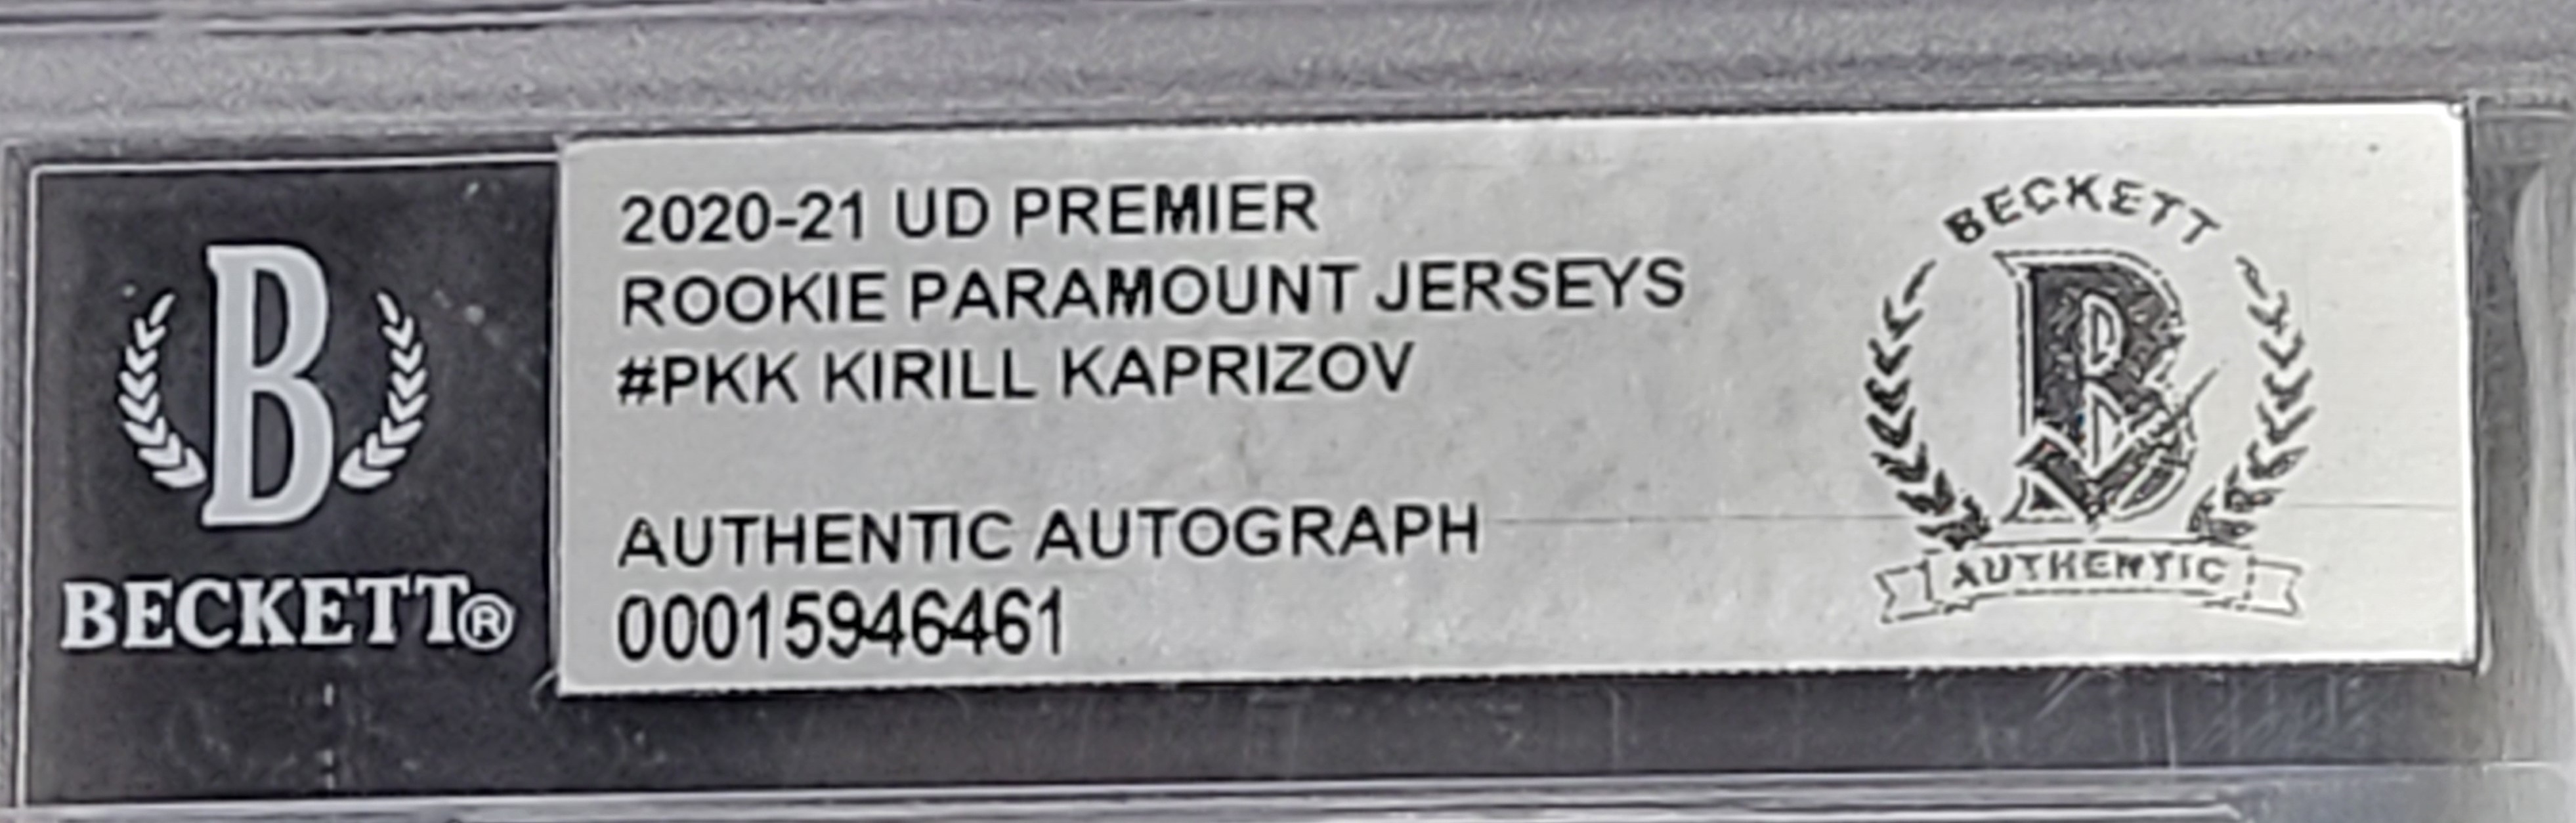 B
BECKETT®
2020-21 UD PREMIER
ROOKIE PARAMOUNT JERSEYS
#PKK KIRILL KAPRIZOV
AUTHENTIC AUTOGRAPH
00015946461
BECKETT
B
AUTHENTIC